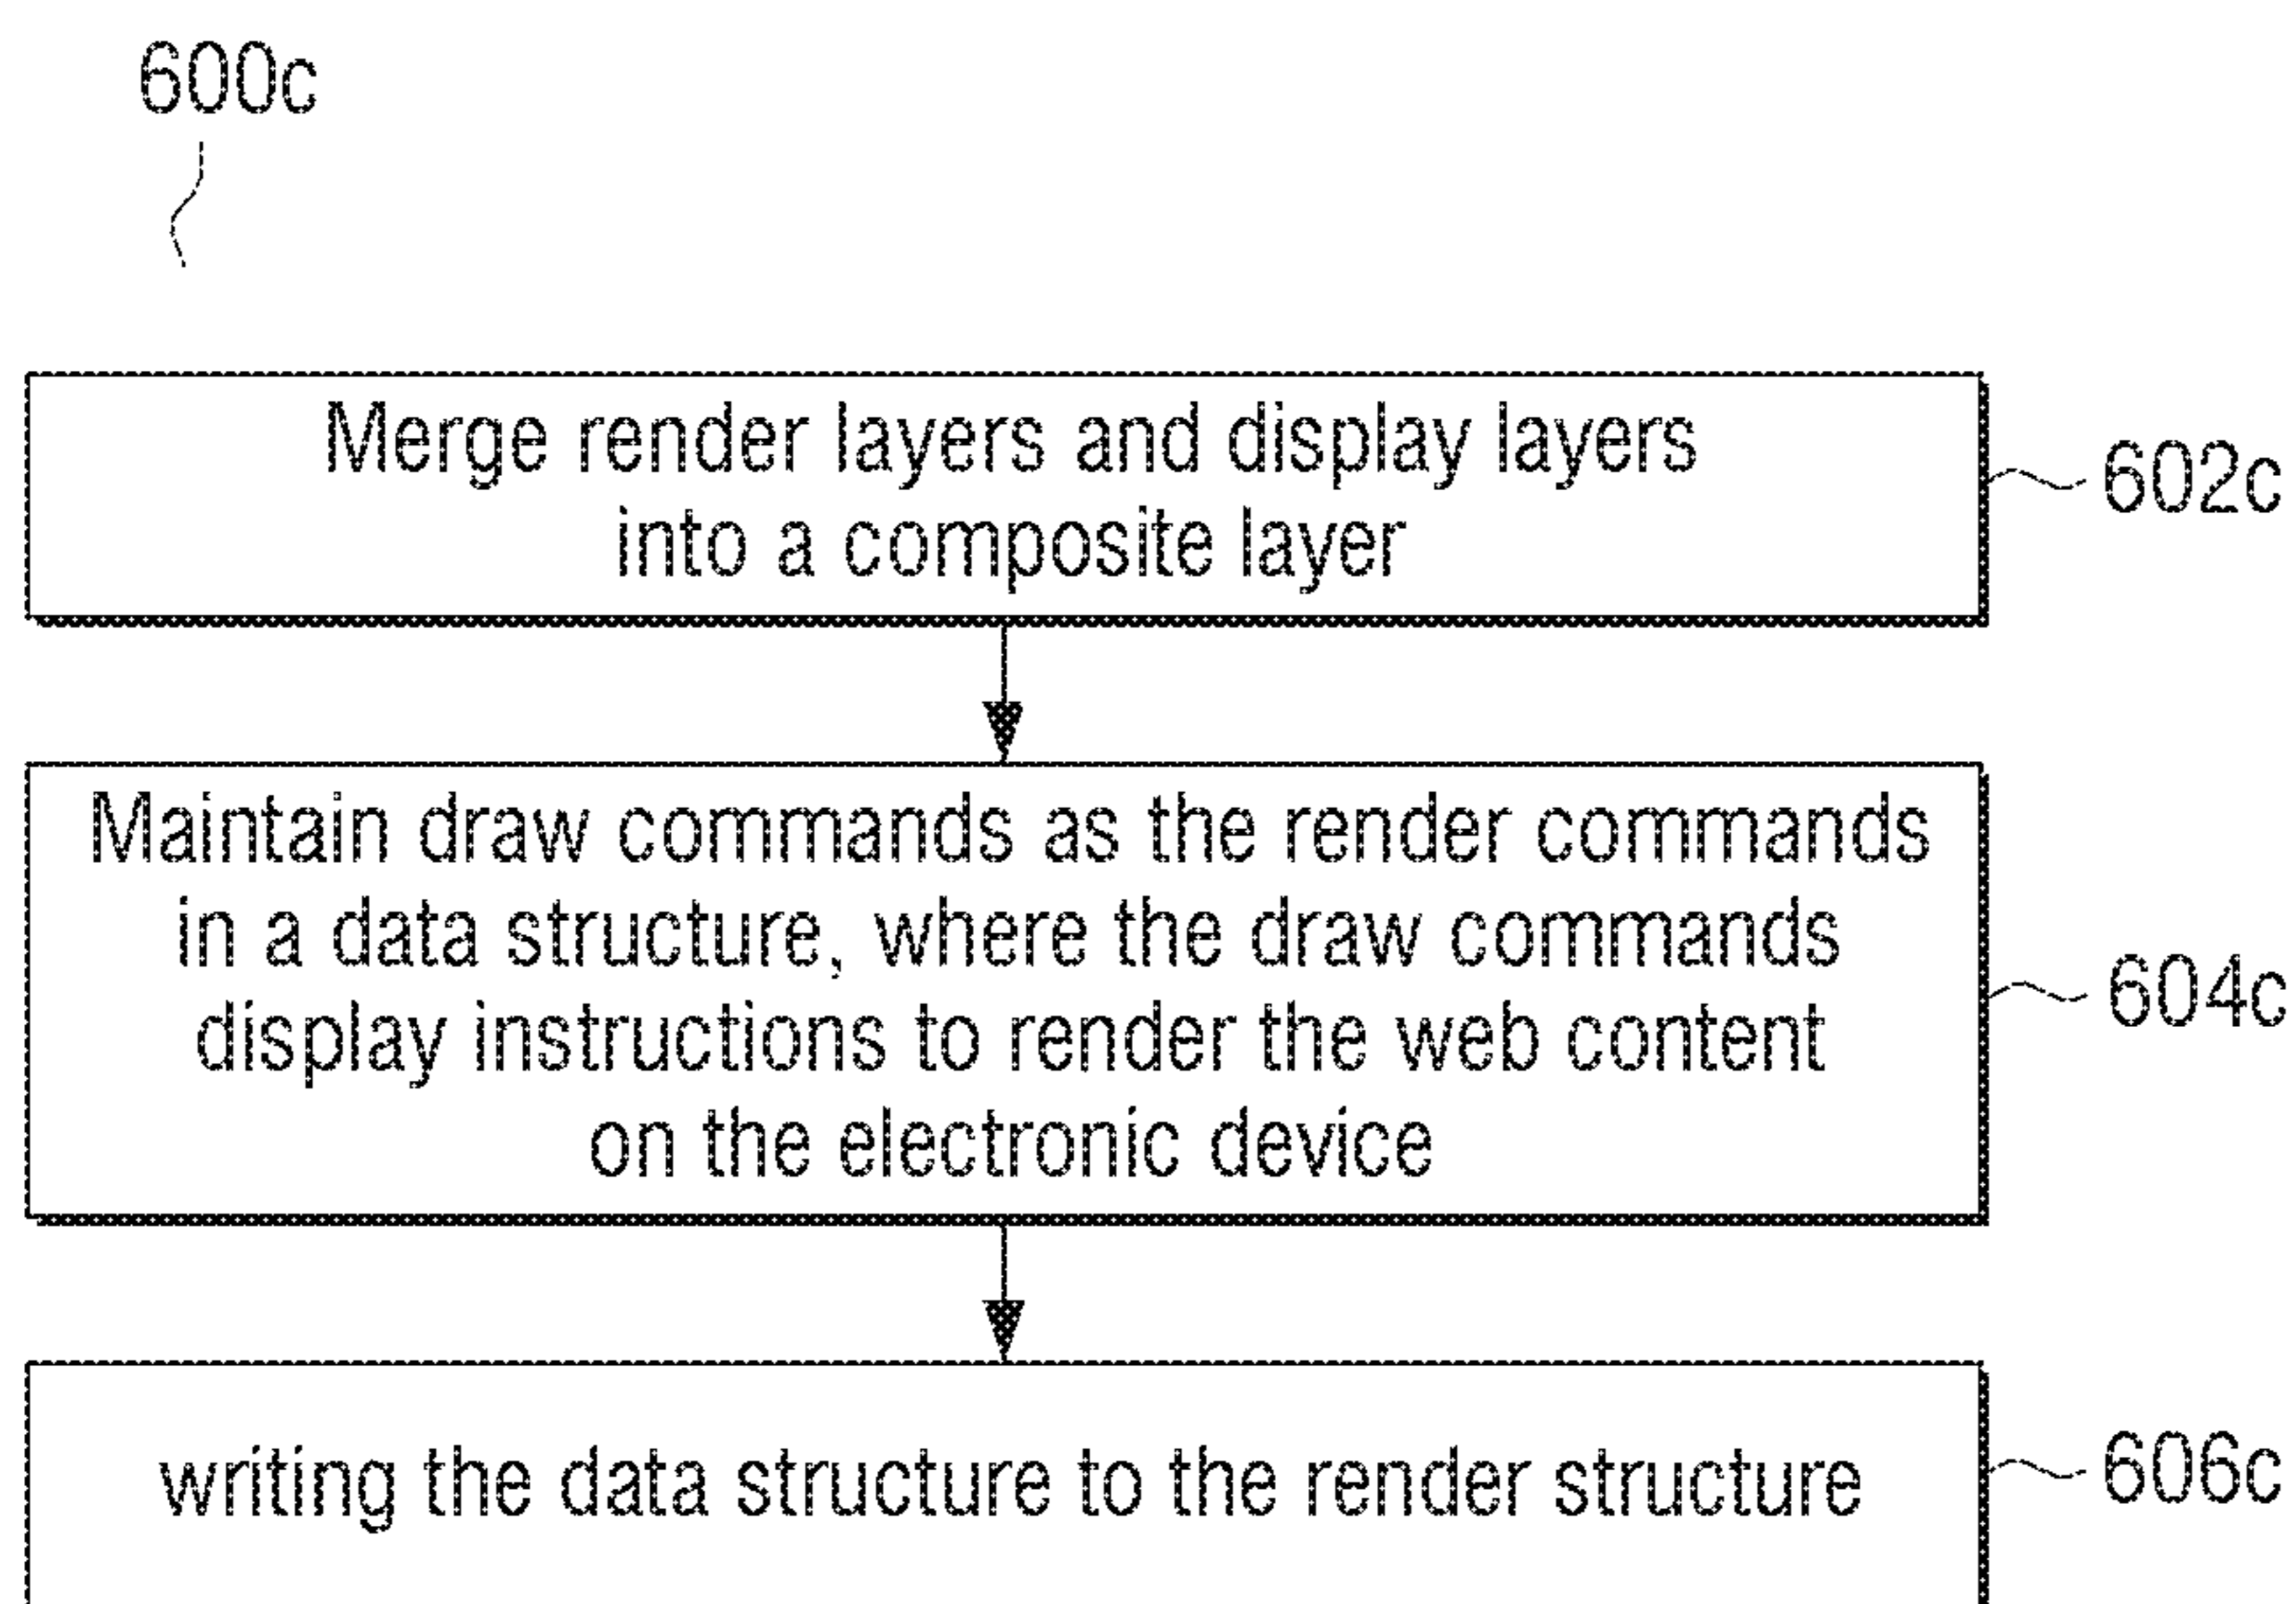 600c
Merge render layers and display layers
into a composite layer
602c
Maintain draw commands as the render commands
in a data structure, where the draw commands
display instructions to render the web content
on the electronic device
604c
writing the data structure to the render structure
606c